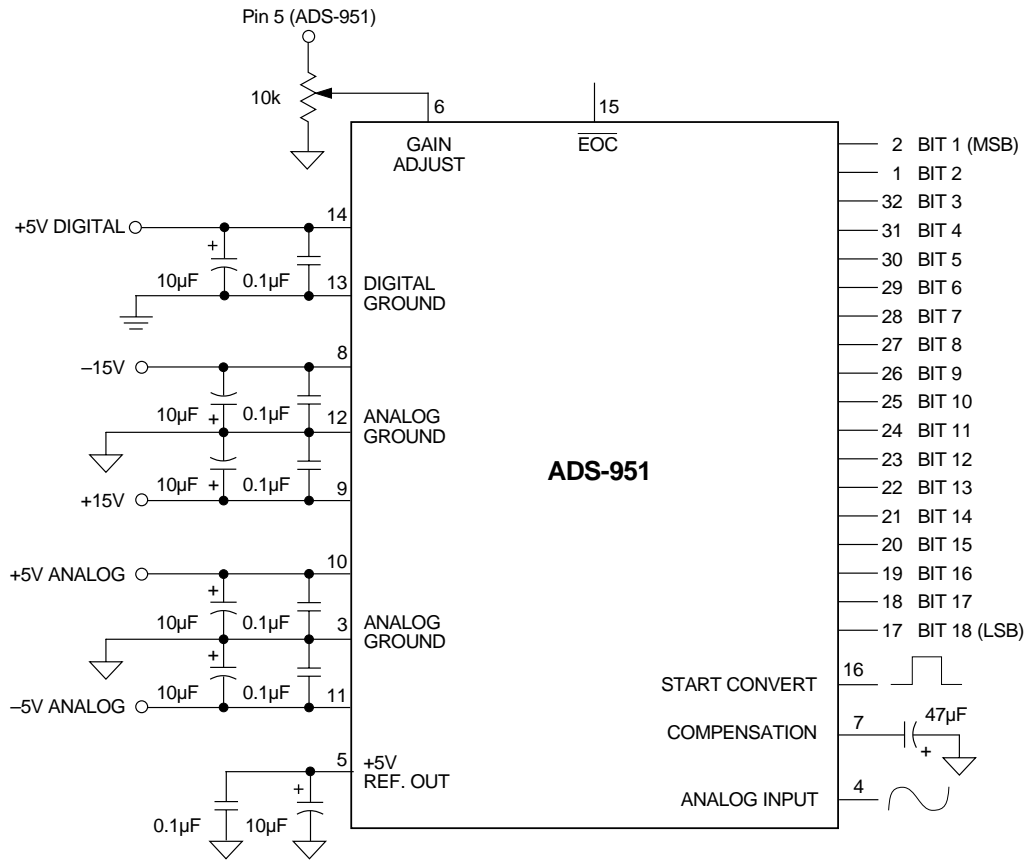 Pin 5 (ADS-951)
10k
6
15
GAIN
ADJUST
EOC
+5V DIGITAL
14
+
10µF
0.1µF
13
DIGITAL
GROUND
–15V
8
10µF
+
0.1µF
12
ANALOG
GROUND
10µF
+
0.1µF
+15V
9
+5V ANALOG
10
+
10µF
0.1µF
3
ANALOG
GROUND
+
10µF
0.1µF
–5V ANALOG
11
5
+5V
REF. OUT
+
0.1µF
10µF
ADS-951
2 BIT 1 (MSB)
1 BIT 2
32 BIT 3
31 BIT 4
30 BIT 5
29 BIT 6
28 BIT 7
27 BIT 8
26 BIT 9
25 BIT 10
24 BIT 11
23 BIT 12
22 BIT 13
21 BIT 14
20 BIT 15
19 BIT 16
18 BIT 17
17 BIT 18 (LSB)
START CONVERT
16
COMPENSATION
7
47µF
+
ANALOG INPUT
4